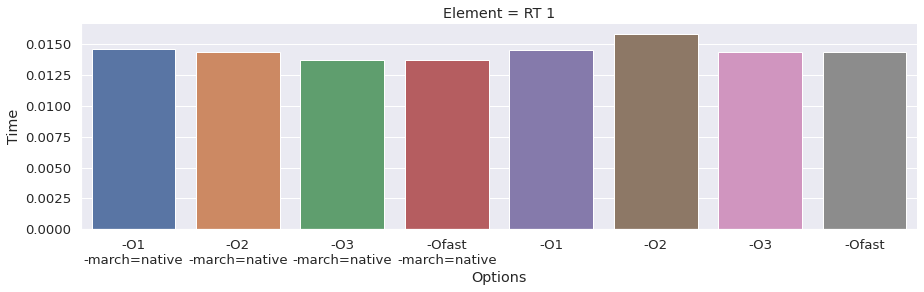 Element = RT 1
Time
0.0150
0.0125
0.0100
0.0075
0.0050
0.0025
0.0000
-O1
-march=native
-O2
-march=native
-O3
-march=native
-Ofast
-march=native
-O1
-O2
-O3
-Ofast
Options